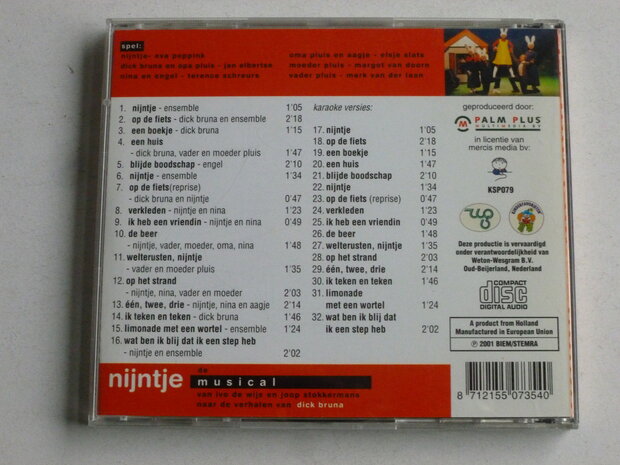 spel:
nijntje - eva poppink
dick bruna en opa pluis - jan elbertse
nina en engel - terence schreurs
oma pluis en aagje - elsje slats
moeder pluis - margot van doorn
vader pluis - mark van der laan
1. nijntje - ensemble 1'05
2. op de fiets - dick bruna en ensemble 2'18
3. een boekje - dick bruna 1'15
4. een huis
- dick bruna, vader en moeder pluis 1'47
5. blijde boodschap - engel 2'10
6. nijntje - ensemble 1'34
7. op de fiets(reprise)
- dick bruna en nijntje 0'47
8. verkleden - nijntje en nina 1'23
9. ik heb een vriendin - nijntje en nina 0'49
10. de beer
- nijntje, vader, moeder, oma, nina 1'48
11. welterusten, nijntje
- vader en moeder pluis 1'35
12. op het strand
- nijntje, nina, vader en moeder 2'03
13. één, twee, drie - nijntje, nina en aagje 2'14
14. ik teken en teken - dick bruna 1'46
15. limonade met een wortel - ensemble 1'24
16. wat ben ik blij dat ik een step heb
- nijntje en ensemble 2'02
karaoke versies:
17. nijntje 1'05
18. op de fiets 2'18
19. een boekje 1'15
20. een huis 1'47
21. blijde boodschap 2'10
22. nijntje 1'34
23. op de fiets (reprise) 0'47
24. verkleden 1'23
25. ik heb een vriendin 0'49
26. de beer 1'48
27. welterusten, nijntje 1'35
28. op het strand 2'03
29. één, twee, drie 2'14
30. ik teken en teken 1'46
31. limonade
met een wortel 1'24
32. wat ben ik blij dat
ik een step heb 2'02
geproduceerd door:
PALM PLUS
MULTIMEDIA BV
in licentie van
mercis media bv:
KSP079
Deze productie is vervaardigd
onder verantwoordelijkheid van
Weton-Wesgram B.V.
Oud-Beijerland, Nederland
COMPACT
disc
DIGITAL AUDIO
A product from Holland
Manufactured in European Union
℗ 2001 BIEM/STEMRA
8 712155 073540
nijntje
de
musical
van ivo de wijs en joop stokkermans
naar de verhalen van dick bruna